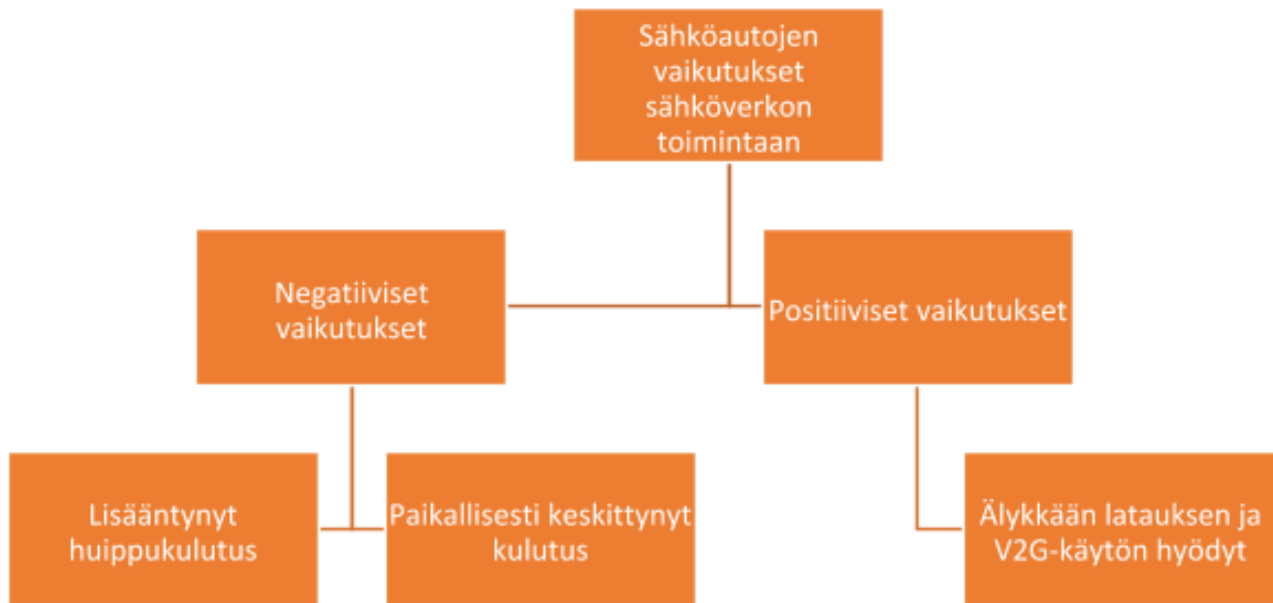 Sähköautojen
vaikutukset
sähköverkon
toimintaan
Negatiiviset
vaikutukset
Positiiviset vaikutukset
Lisääntynyt
huippukulutus
Paikallisesti keskittynyt
kulutus
Älykkään latauksen ja
V2G-käytön hyödyt